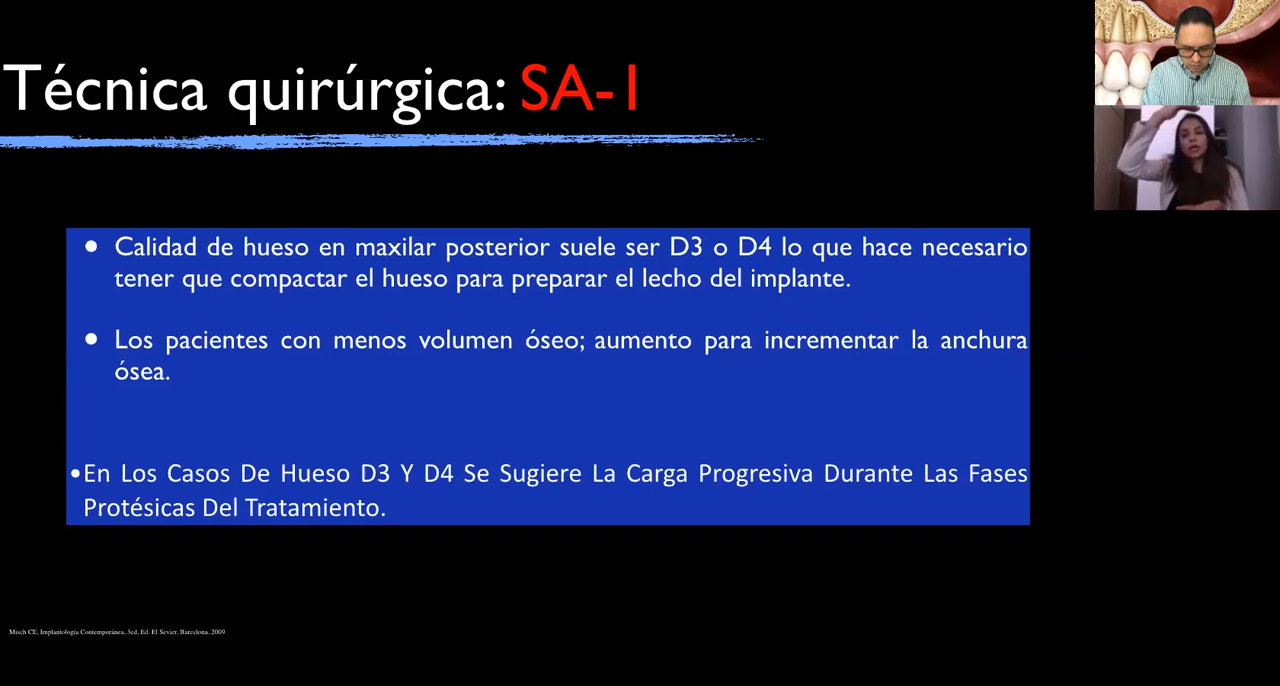 Técnica quirúrgica: SA-1
• Calidad de hueso en maxilar posterior suele ser D3 o D4 lo que hace necesario
tener que compactar el hueso para preparar el lecho del implante.
• Los pacientes con menos volumen óseo; aumento para incrementar la anchura
ósea.
•En Los Casos De Hueso D3 Y D4 Se Sugiere La Carga Progresiva Durante Las Fases
Protésicas Del Tratamiento.
Misch CE, Implantología Contemporánea, 3ed, Ed. El Sevier, Barcelona, 2009